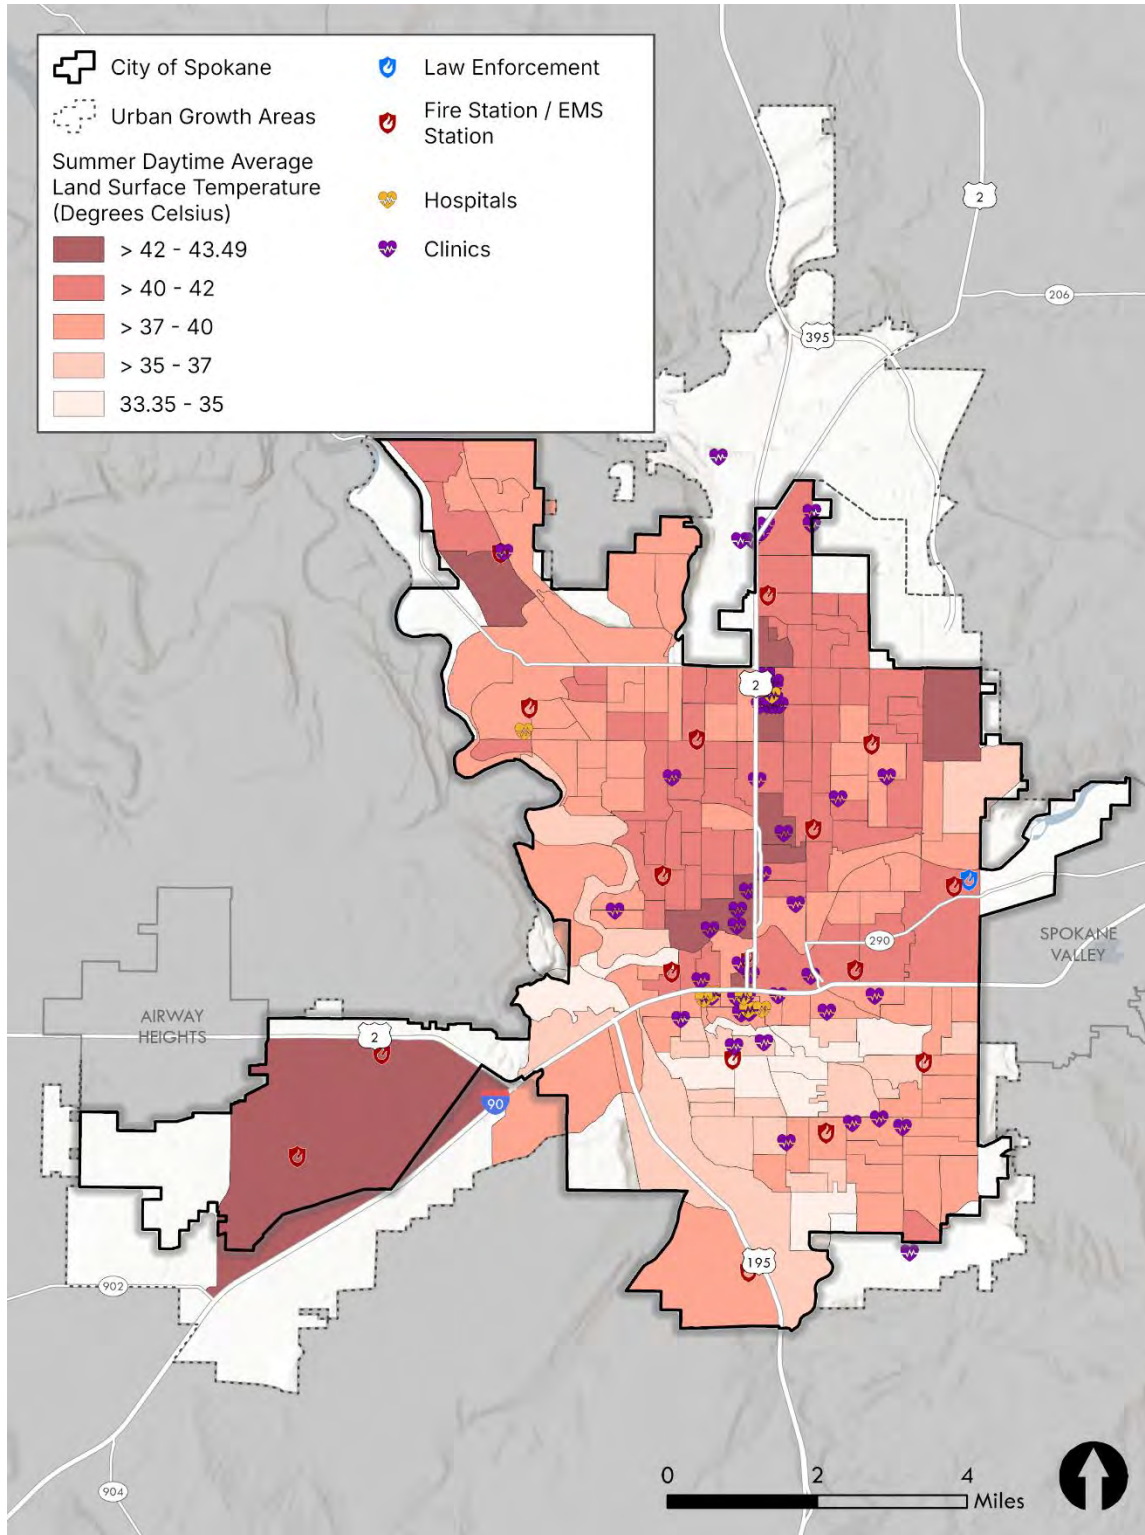 City of Spokane
Urban Growth Areas
Summer Daytime Average
Land Surface Temperature
(Degrees Celsius)
> 42 - 43.49
> 40 - 42
> 37 - 40
> 35 - 37
33.35 - 35
Law Enforcement
Fire Station / EMS
Station
Hospitals
Clinics
2
206
395
2
290
SPOKANE
VALLEY
AIRWAY
HEIGHTS
2
90
195
902
904
0 2 4
Miles